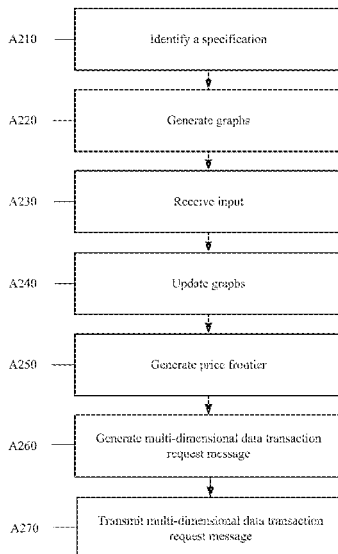 A210
Identify a specification
A220
Generate graphs
A230
Receive input
A240
Update graphs
A250
Generate price frontier
A260
Generate multi-dimensional data transaction
request message
A270
Transmit multi-dimensional data transaction
request message